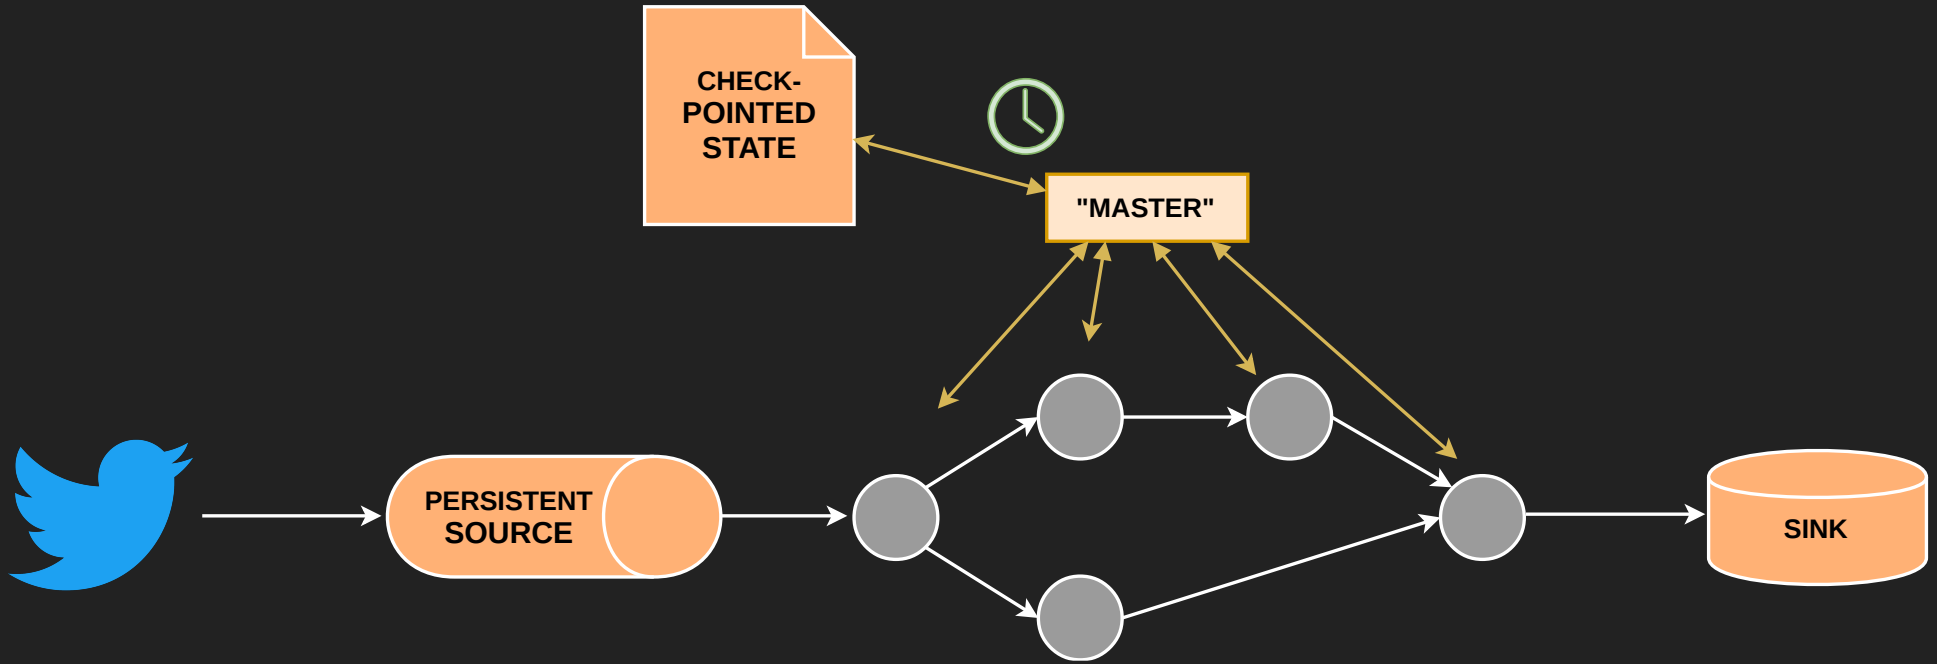 CHECK-
POINTED
STATE
"MASTER"
PERSISTENT
SOURCE
SINK